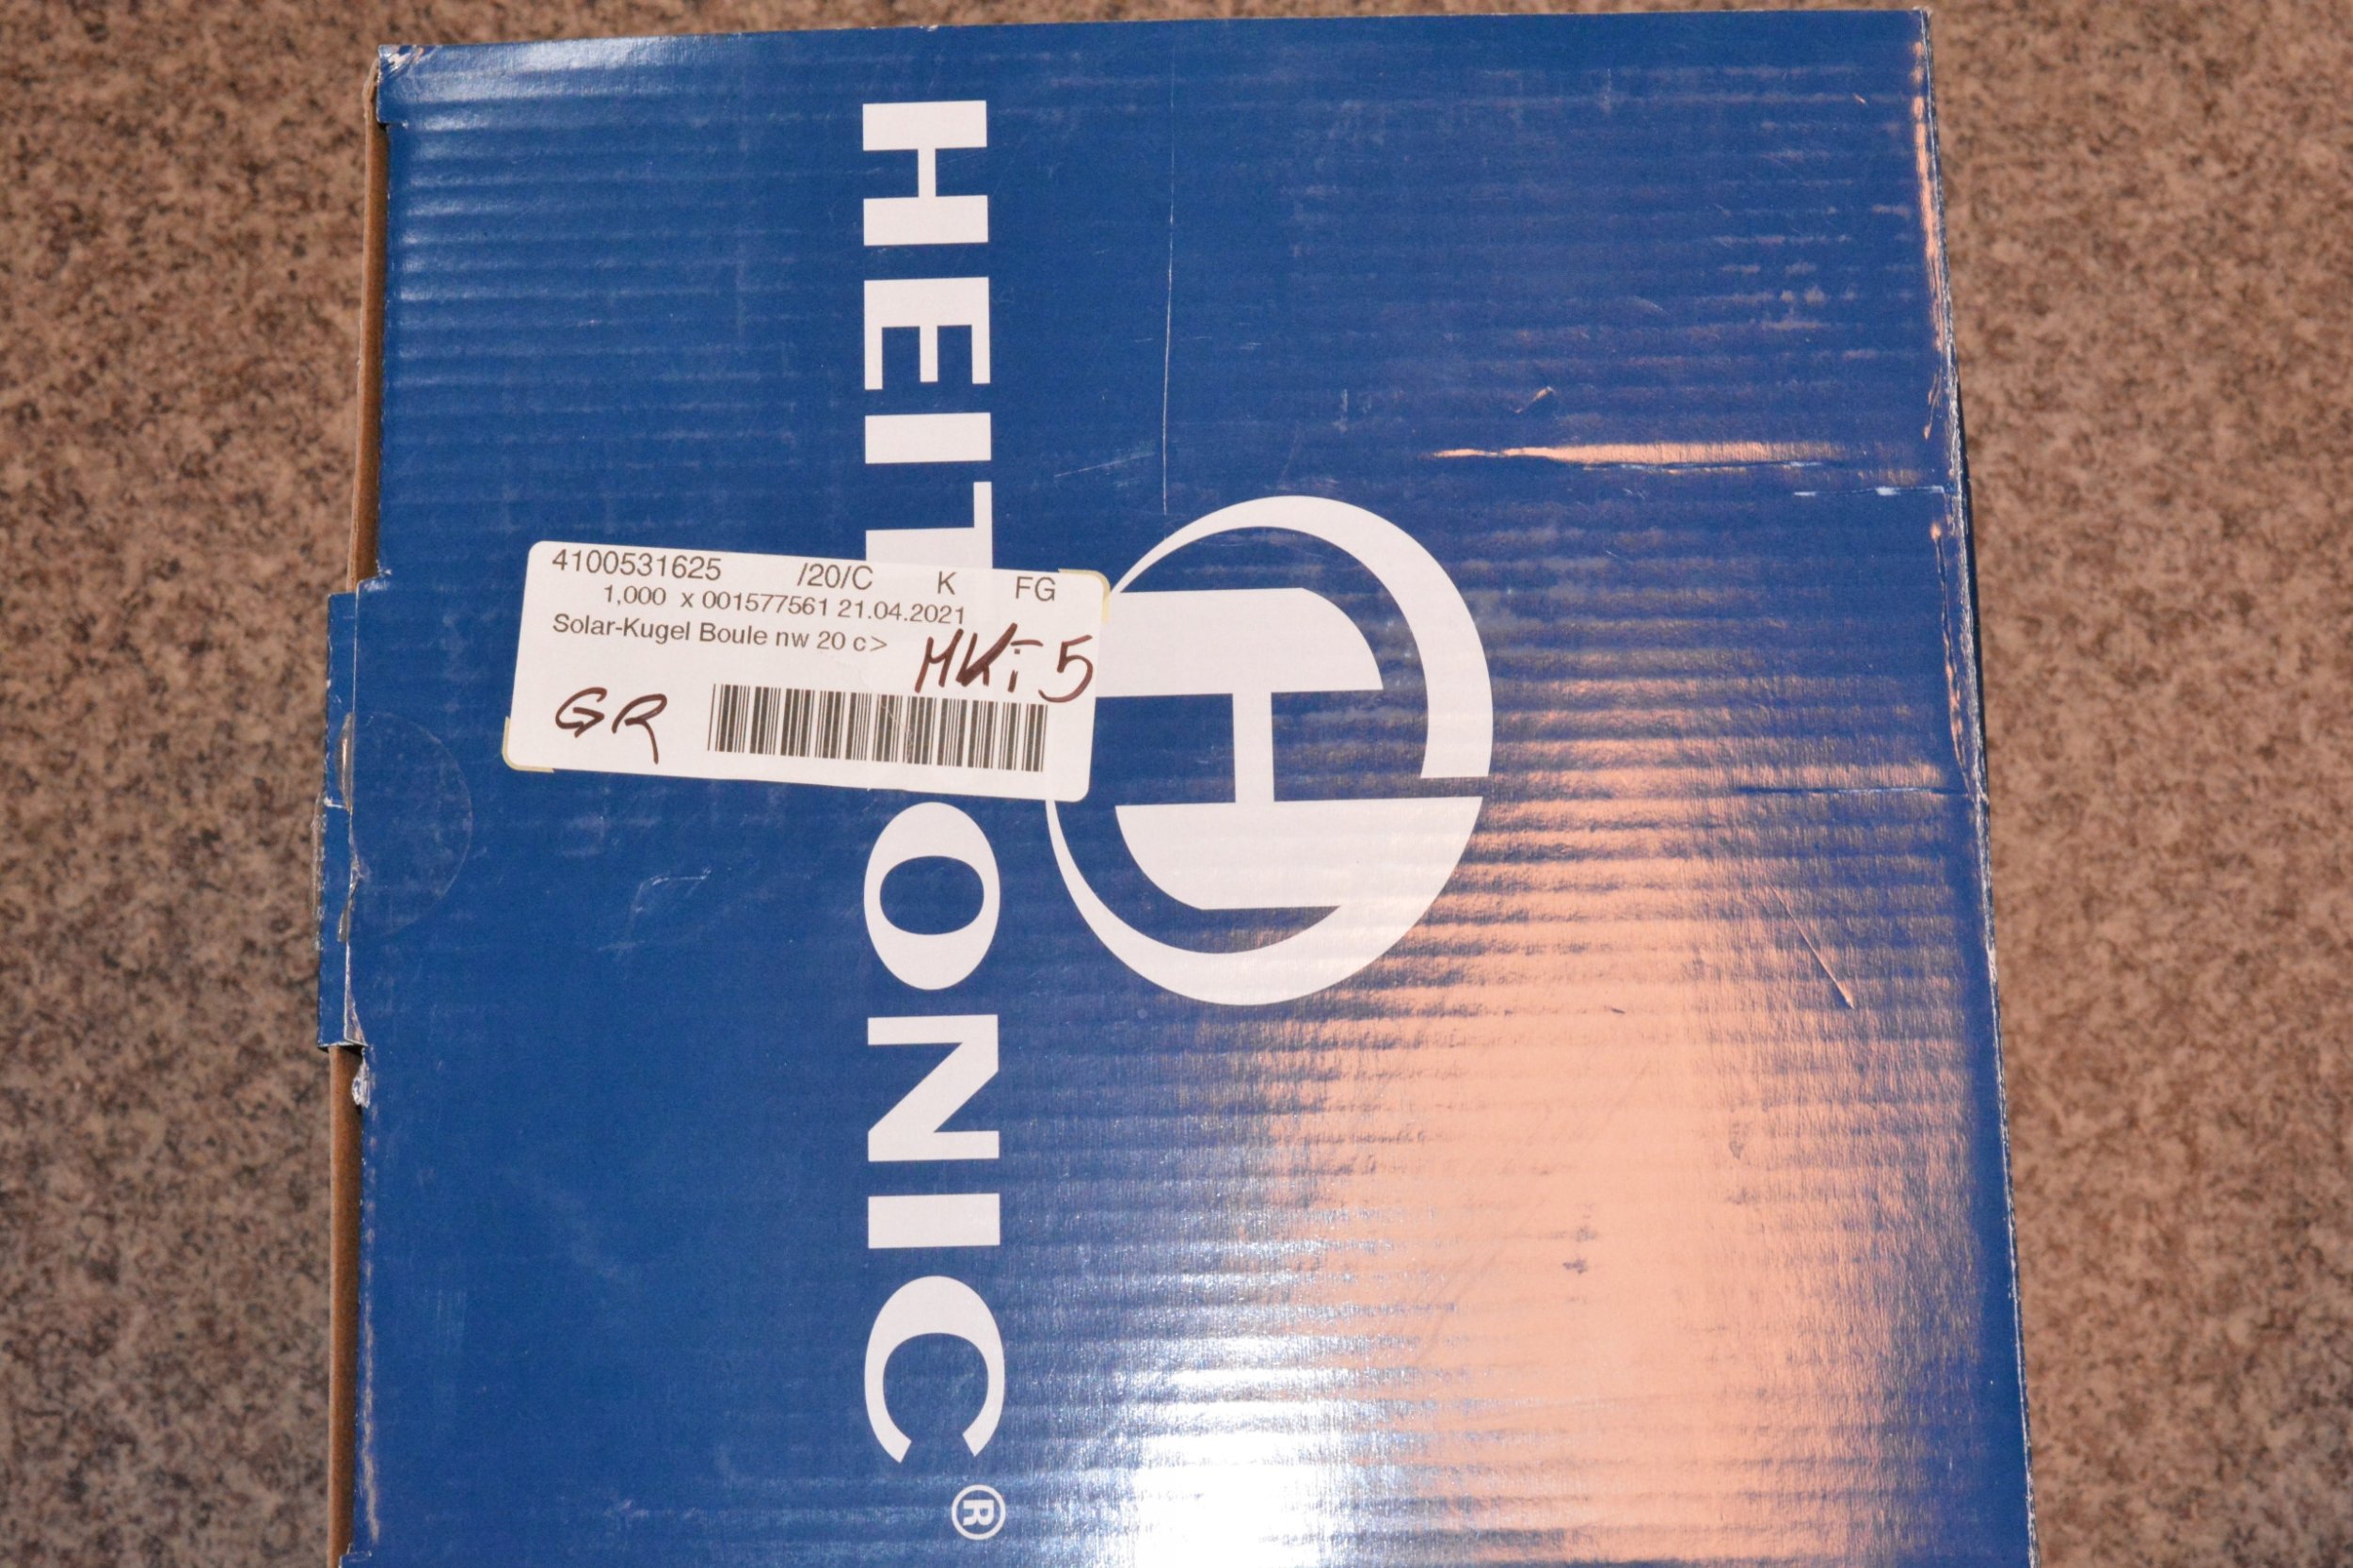 HEITRONIC®
4100531625 /20/C K FG
1,000 x 001577561 21.04.2021
Solar-Kugel Boule nw 20 c>
MKi 5
GR